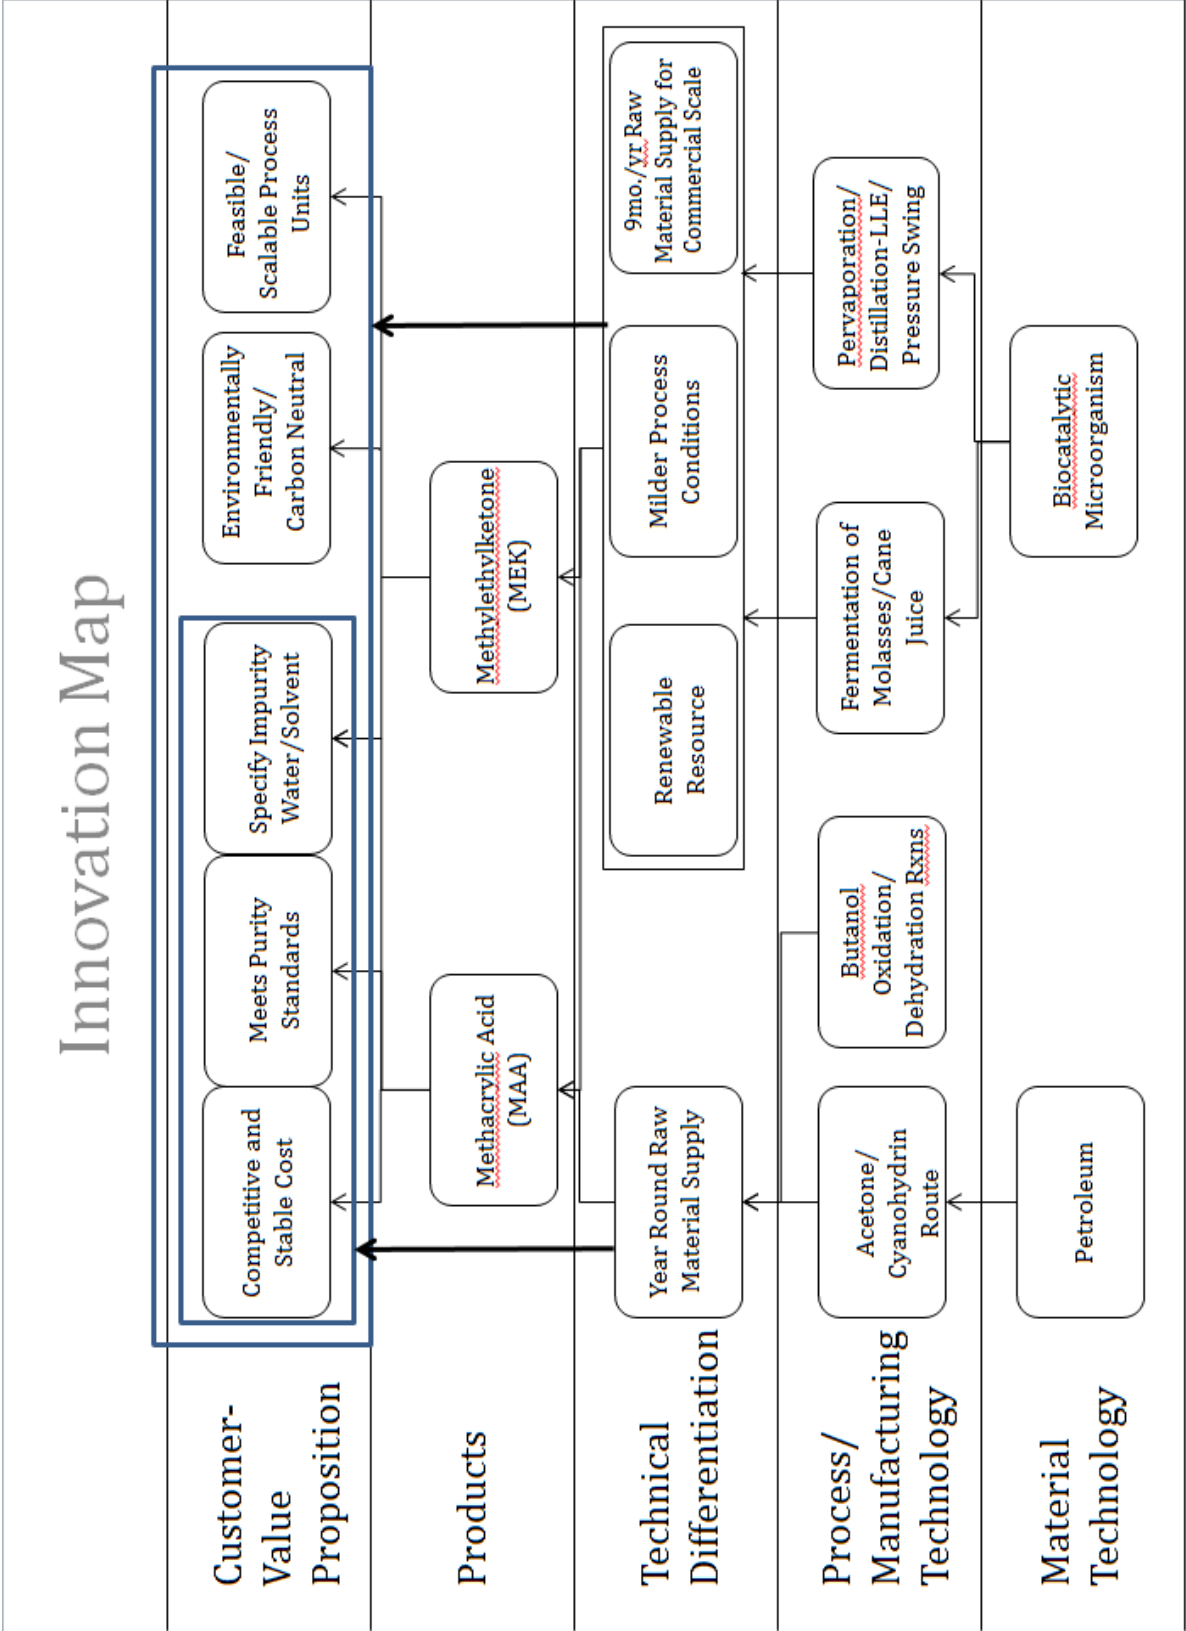 Innovation Map
Customer-
Value
Proposition
Competitive and
Stable Cost
Meets Purity
Standards
Specify Impurity
Water/Solvent
Environmentally
Friendly/
Carbon Neutral
Feasible/
Scalable Process
Units
Products
Methacrylic Acid
(MAA)
Methylethylketone
(MEK)
Technical
Differentiation
Year Round Raw
Material Supply
Renewable
Resource
Milder Process
Conditions
9mo./yr Raw
Material Supply for
Commercial Scale
Process/
Manufacturing
Technology
Acetone/
Cyanohydrin
Route
Butanol
Oxidation/
Dehydration Rxns
Fermentation of
Molasses/Cane
Juice
Pervaporation/
Distillation-LLE/
Pressure Swing
Material
Technology
Petroleum
Biocatalytic
Microorganism